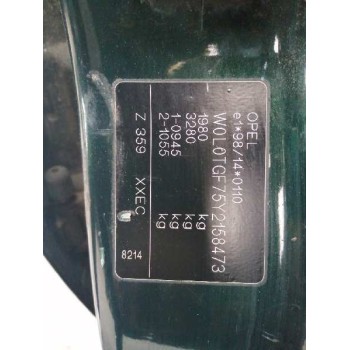 OPEL
e1*98/14*0110
W0L0TGF75Y2158473
1980 kg
3280 kg
1-0945 kg
2-1055 kg
Z 359 XXEC
8214